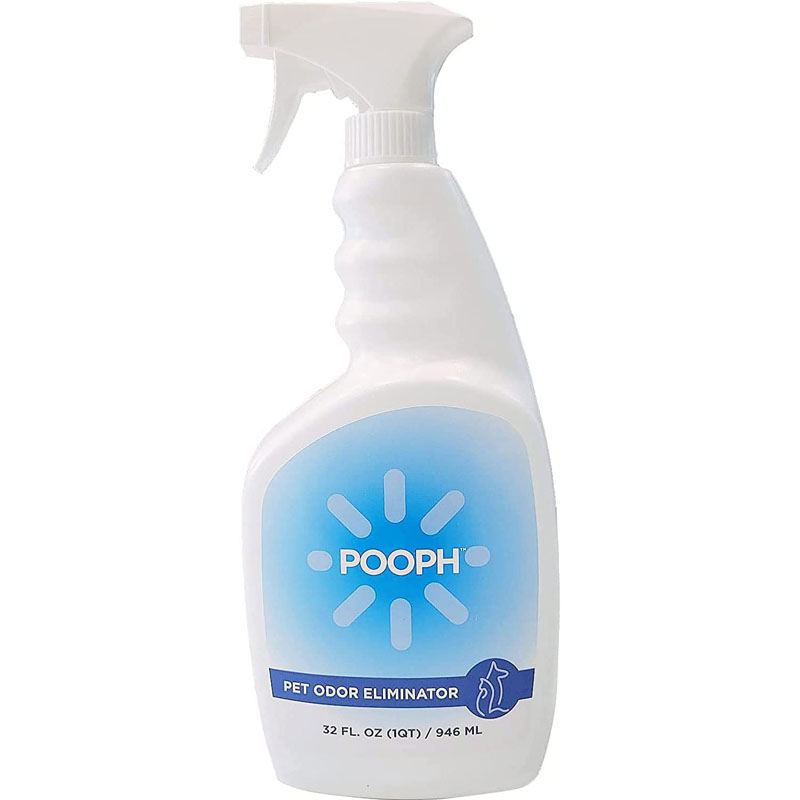 POOPH™
PET ODOR ELIMINATOR
32 FL. OZ (1QT) / 946 ML